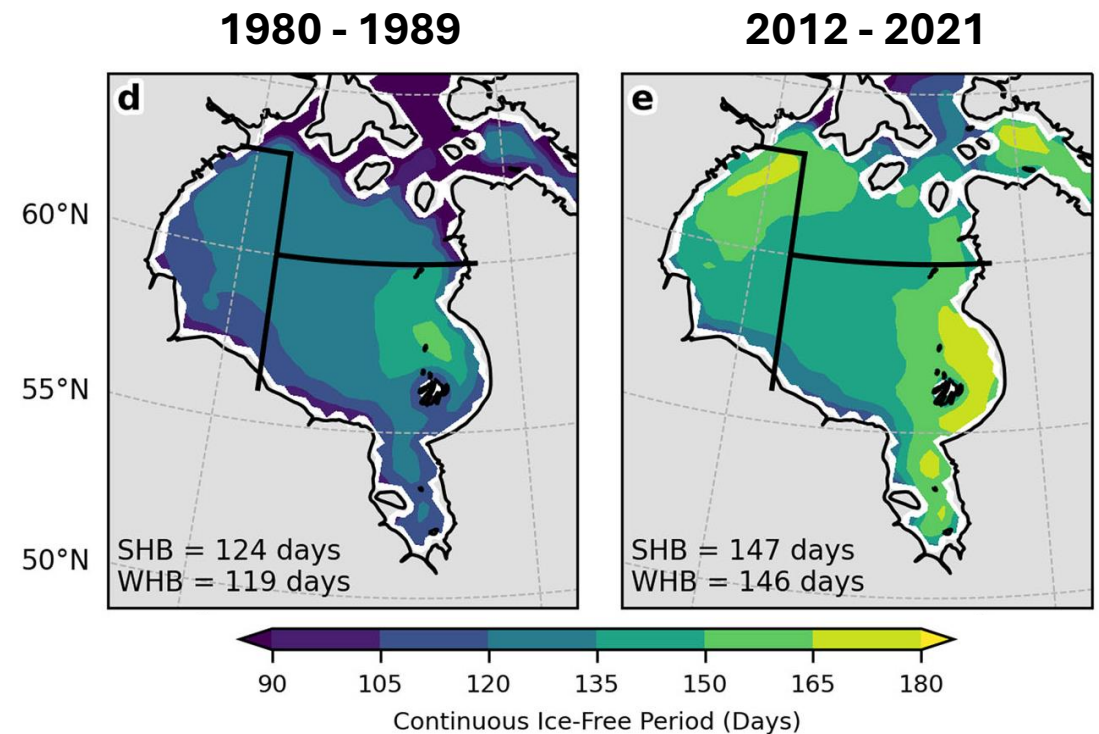 1980 - 1989
2012 - 2021
d
e
60°N
55°N
50°N
SHB = 124 days
WHB = 119 days
SHB = 147 days
WHB = 146 days
90 105 120 135 150 165 180
Continuous Ice-Free Period (Days)